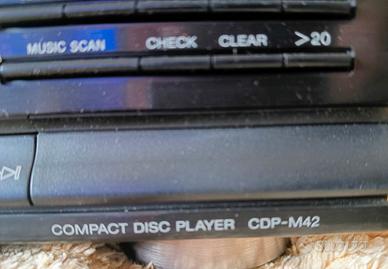 MUSIC SCAN CHECK CLEAR >20
COMPACT DISC PLAYER CDP-M42